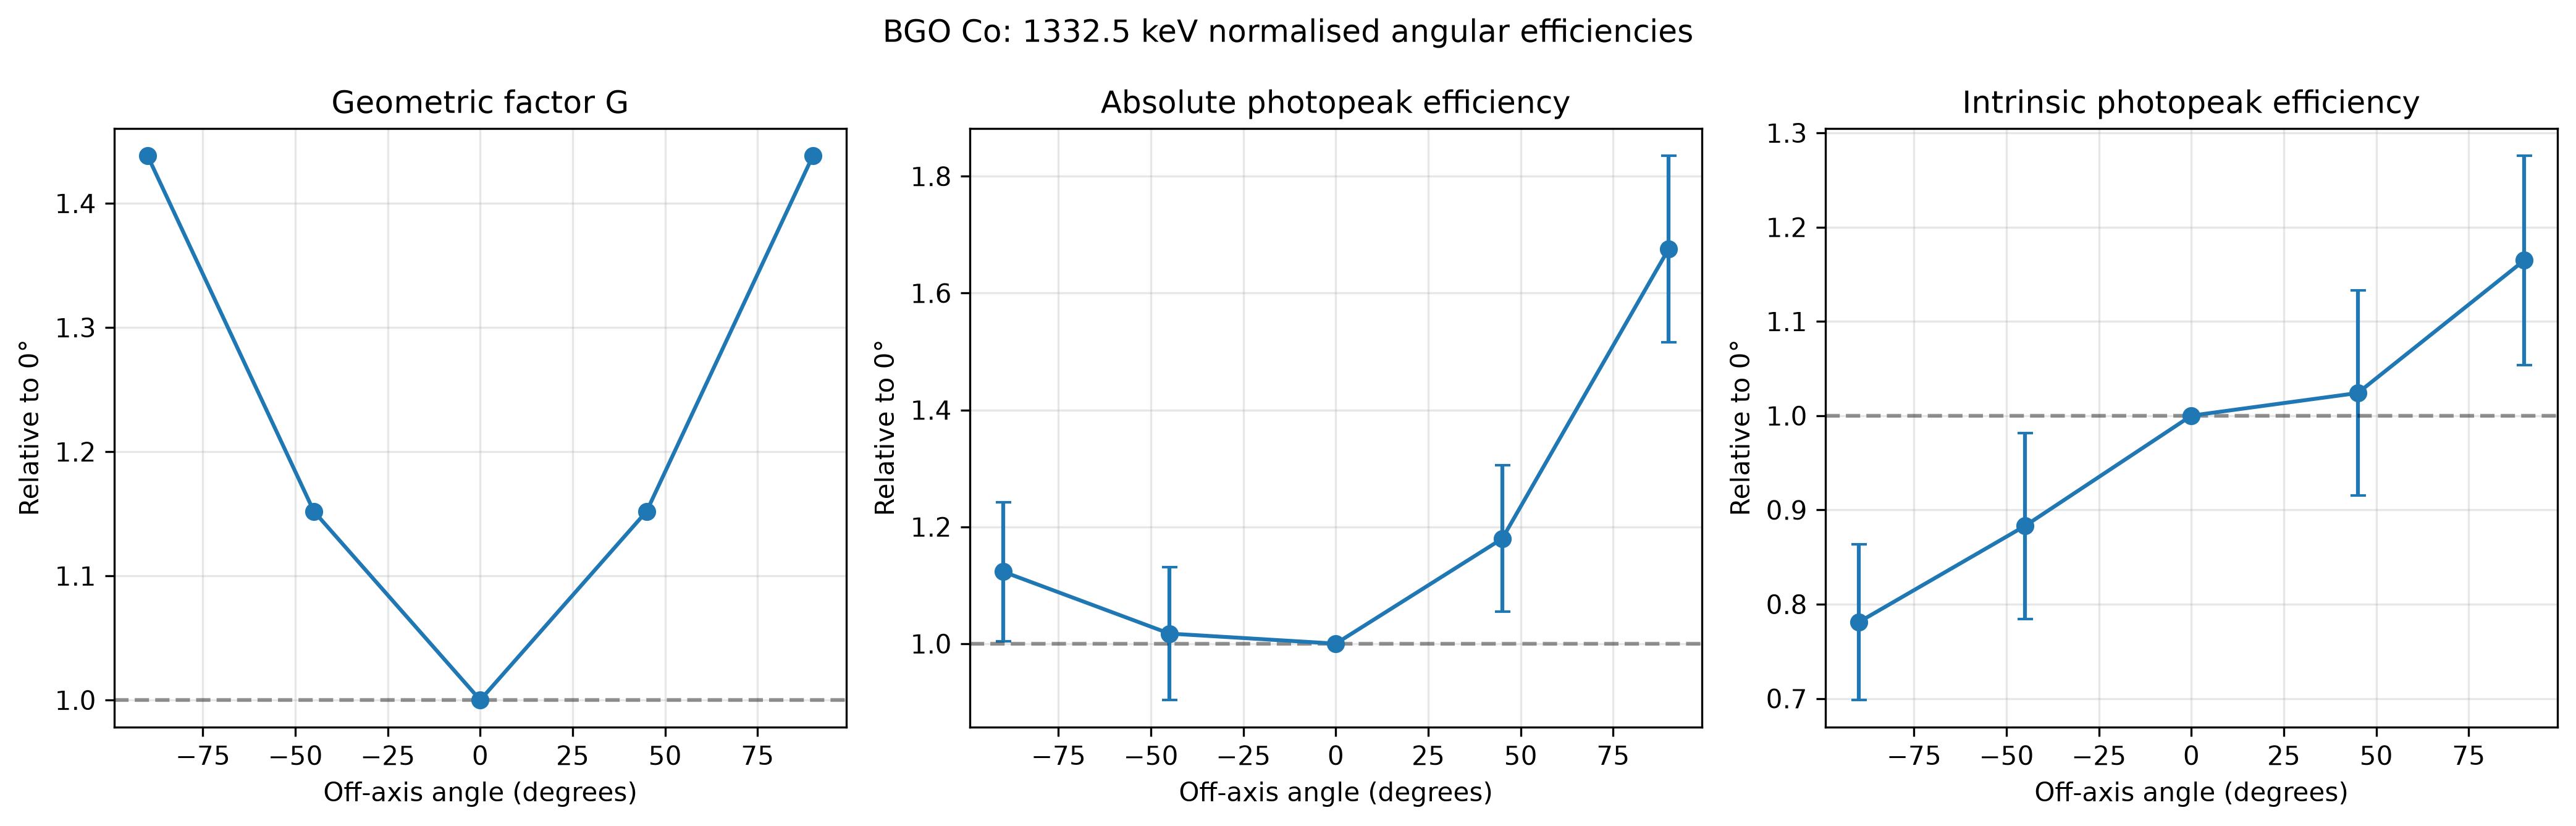 BGO Co: 1332.5 keV normalised angular efficiencies
Geometric factor G
Relative to 0°
1.4
1.3
1.2
1.1
1.0
−75 −50 −25 0 25 50 75
Off-axis angle (degrees)
Absolute photopeak efficiency
Relative to 0°
1.8
1.6
1.4
1.2
1.0
−75 −50 −25 0 25 50 75
Off-axis angle (degrees)
Intrinsic photopeak efficiency
Relative to 0°
1.3
1.2
1.1
1.0
0.9
0.8
0.7
−75 −50 −25 0 25 50 75
Off-axis angle (degrees)